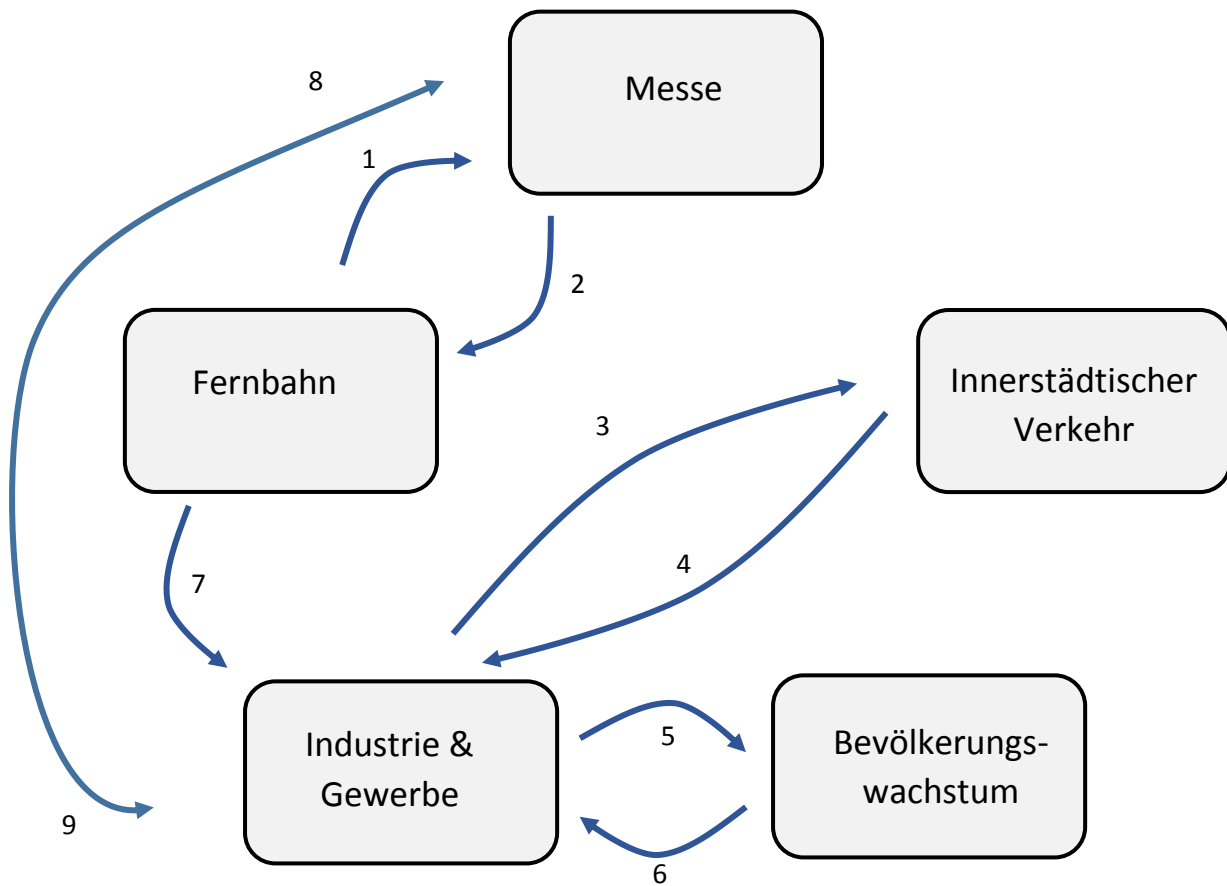 8
Messe
1
2
Fernbahn
Innerstädtischer
Verkehr
3
4
7
Industrie &
Gewerbe
5
Bevölkerungs-
wachstum
9
6